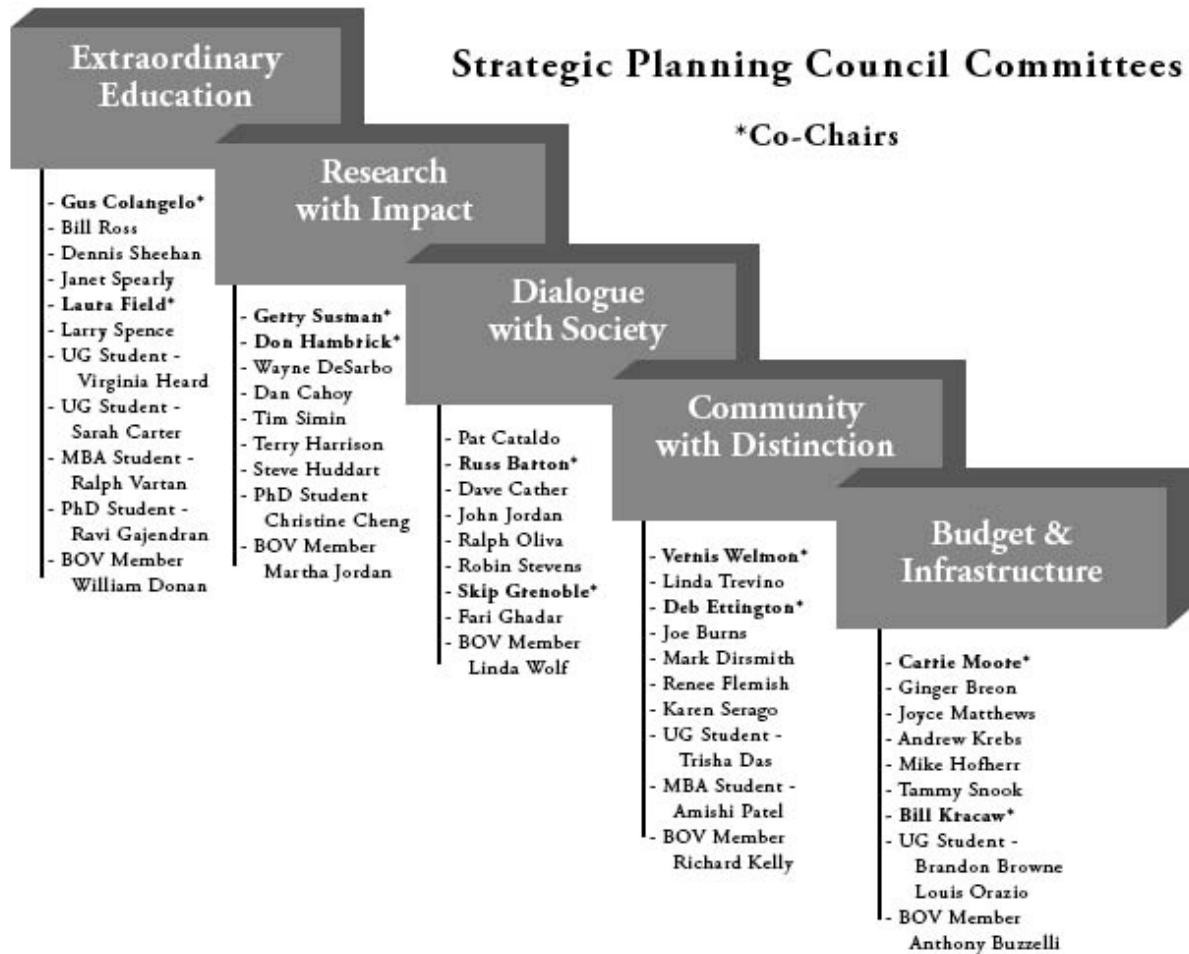 Strategic Planning Council Committees
*Co-Chairs
Extraordinary
Education
- Gus Colangelo*
- Bill Ross
- Dennis Sheehan
- Janet Spearly
- Laura Field*
- Larry Spence
- UG Student -
Virginia Heard
- UG Student -
Sarah Carter
- MBA Student -
Ralph Vartan
- PhD Student -
Ravi Gajendran
- BOV Member
William Donan
Research
with Impact
- Gerry Susman*
- Don Hambrick*
- Wayne DeSarbo
- Dan Cahoy
- Tim Simin
- Terry Harrison
- Steve Huddart
- PhD Student
Christine Cheng
- BOV Member
Martha Jordan
Dialogue
with Society
- Pat Cataldo
- Russ Barton*
- Dave Cather
- John Jordan
- Ralph Oliva
- Robin Stevens
- Skip Grenoble*
- Fari Ghadar
- BOV Member
Linda Wolf
Community
with Distinction
- Vernis Welmon*
- Linda Trevino
- Deb Ettington*
- Joe Burns
- Mark Dirsmith
- Renee Flemish
- Karen Serago
- UG Student -
Trisha Das
- MBA Student -
Amishi Patel
- BOV Member
Richard Kelly
Budget &
Infrastructure
- Carrie Moore*
- Ginger Breon
- Joyce Matthews
- Andrew Krebs
- Mike Hofherr
- Tammy Snook
- Bill Kracaw*
- UG Student -
Brandon Browne
Louis Orazio
- BOV Member
Anthony Buzzelli